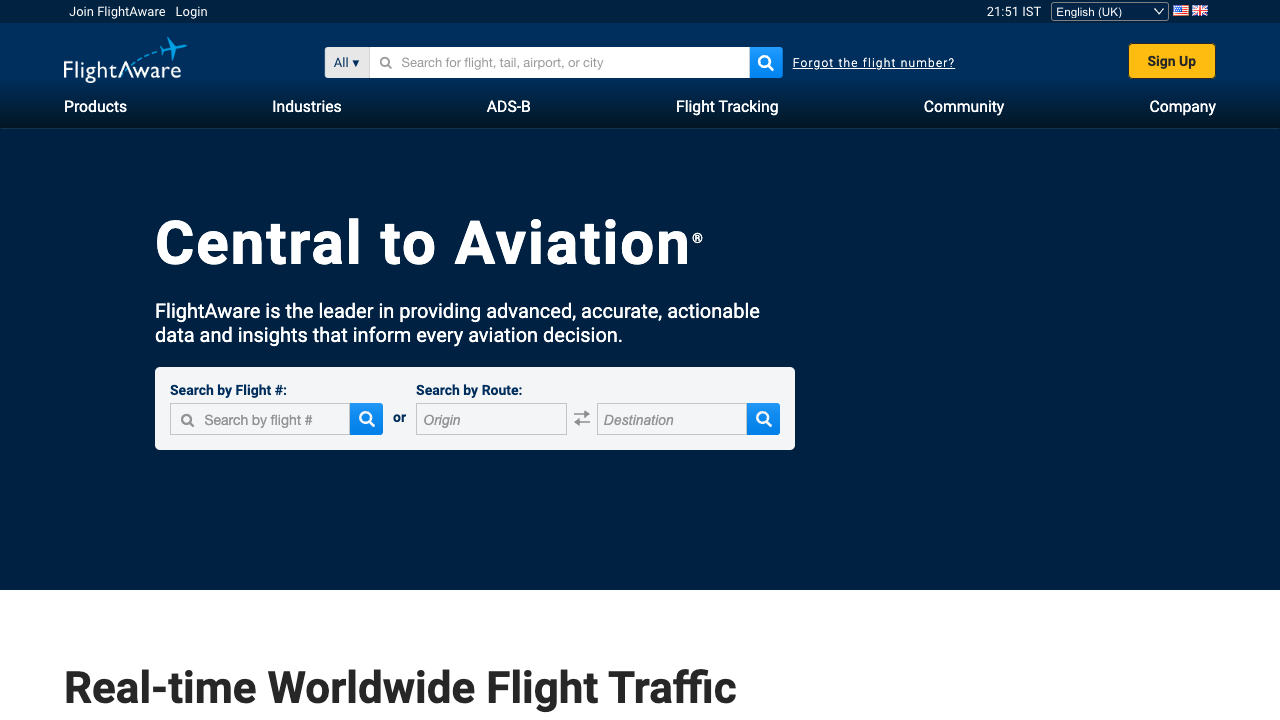 Join FlightAware Login 21:51 IST English (UK)
FlightAware
All ▾ Search for flight, tail, airport, or city Forgot the flight number? Sign Up
Products Industries ADS-B Flight Tracking Community Company
Central to Aviation®
FlightAware is the leader in providing advanced, accurate, actionable
data and insights that inform every aviation decision.
Search by Flight #: Search by Route:
Search by flight # or Origin Destination
Real-time Worldwide Flight Traffic